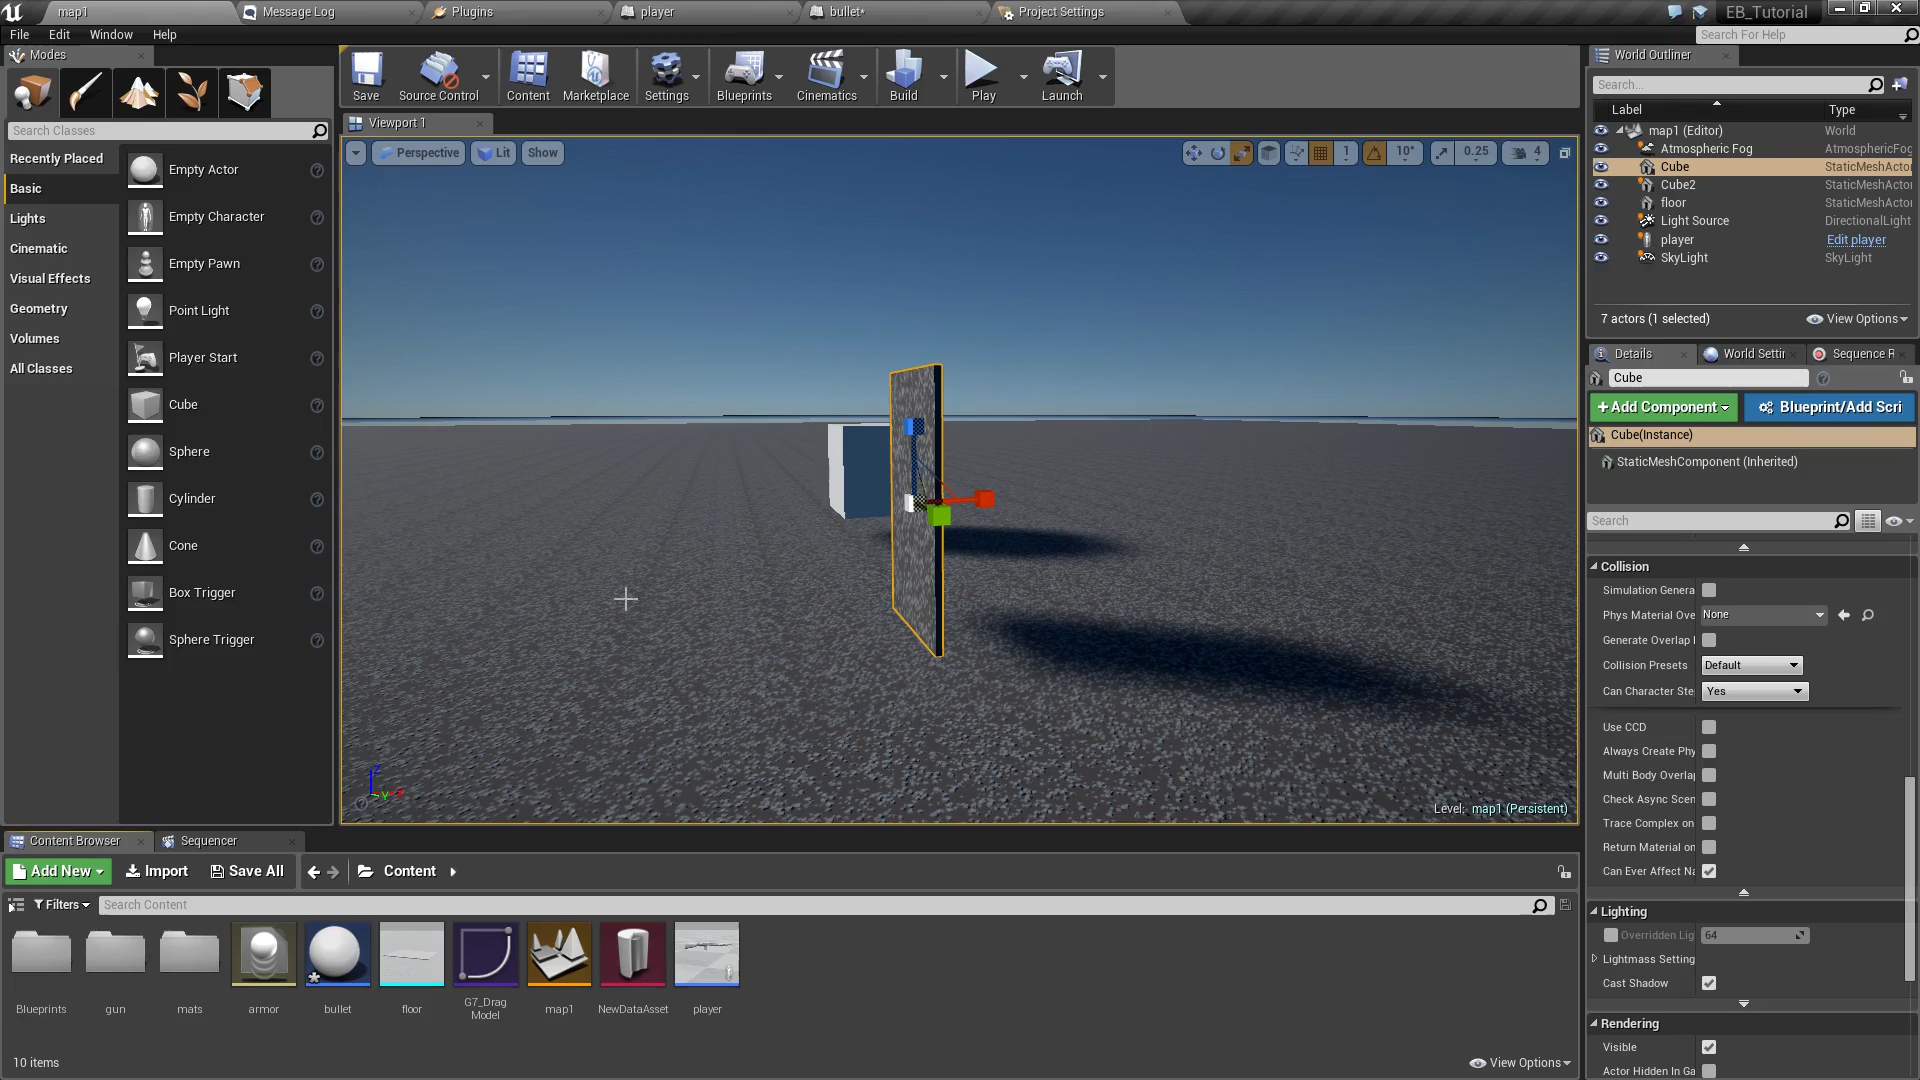 map1
Message Log
Plugins
player
bullet*
Project Settings
EB_Tutorial
File
Edit
Window
Help
Search For Help
Modes
Search Classes
Recently Placed
Basic
Lights
Cinematic
Visual Effects
Geometry
Volumes
All Classes
Empty Actor
Empty Character
Empty Pawn
Point Light
Player Start
Cube
Sphere
Cylinder
Cone
Box Trigger
Sphere Trigger
Save
Source Control
Content
Marketplace
Settings
Blueprints
Cinematics
Build
Play
Launch
Viewport 1
Perspective
Lit
Show
1
10°
0.25
4
Z
Y
X
Level: map1 (Persistent)
World Outliner
Search...
Label
Type
map1 (Editor)
World
Atmospheric Fog
AtmosphericFog
Cube
StaticMeshActor
Cube2
StaticMeshActor
floor
StaticMeshActor
Light Source
DirectionalLight
player
Edit player
SkyLight
SkyLight
7 actors (1 selected)
View Options
Details
World Settin
Sequence R
Cube
+Add Component
Blueprint/Add Scri
Cube(Instance)
StaticMeshComponent (Inherited)
Search
Collision
Simulation Genera
Phys Material Ove
None
Generate Overlap
Collision Presets
Default
Can Character Ste
Yes
Use CCD
Always Create Phy
Multi Body Overlap
Check Async Scen
Trace Complex on
Return Material on
Can Ever Affect Na
Lighting
Overridden Lig
64
Lightmass Setting
Cast Shadow
Rendering
Visible
Actor Hidden In Ga
Content Browser
Sequencer
Add New
Import
Save All
Content
Filters
Search Content
Blueprints
gun
mats
armor
bullet
floor
G7_Drag
Model
map1
NewDataAsset
player
10 items
View Options